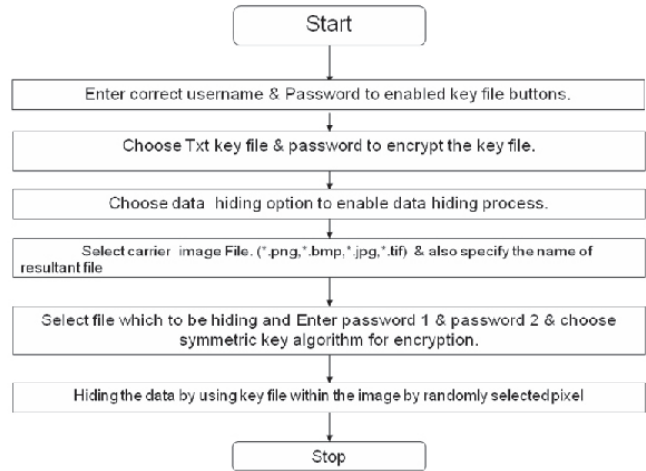 Start
Enter correct username & Password to enabled key file buttons.
Choose Txt key file & password to encrypt the key file.
Choose data hiding option to enable data hiding process.
Select carrier image File. (*.png,*.bmp,*.jpg,*.tif) & also specify the name of
resultant file
Select file which to be hiding and Enter password 1 & password 2 & choose
symmetric key algorithm for encryption.
Hiding the data by using key file within the image by randomly selected pixel
Stop